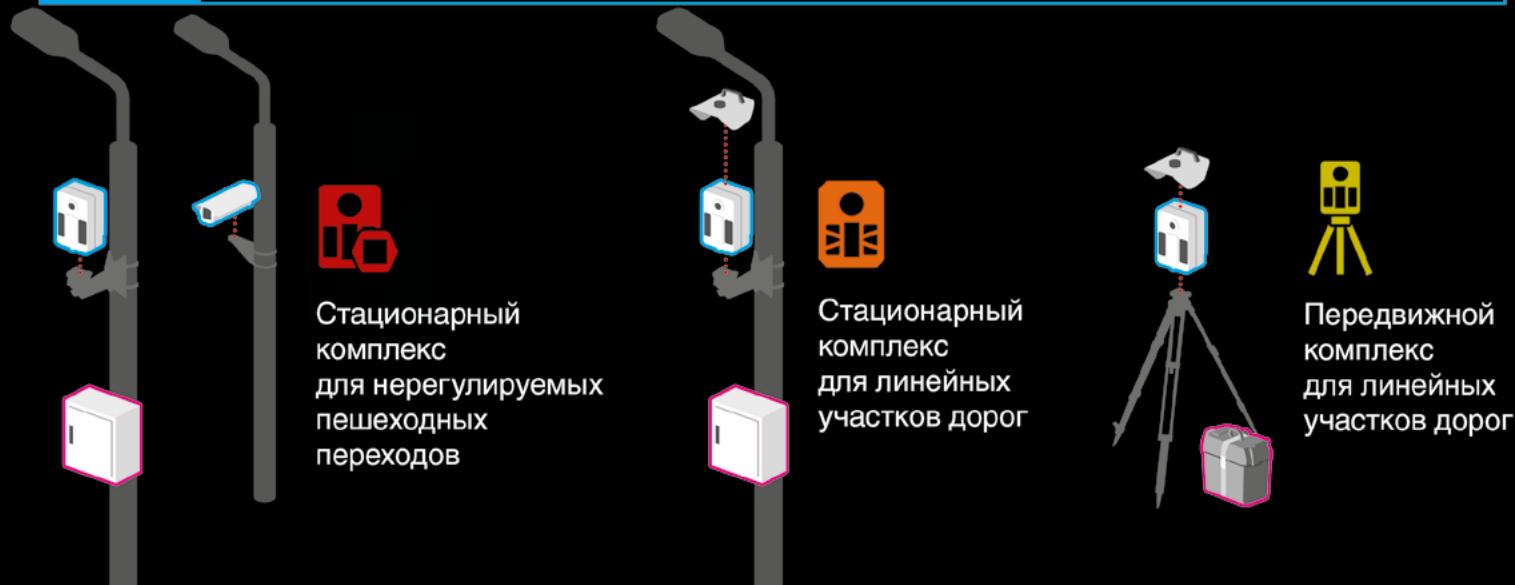 Стационарный
комплекс
для нерегулируемых
пешеходных
переходов
Стационарный
комплекс
для линейных
участков дорог
Передвижной
комплекс
для линейных
участков дорог